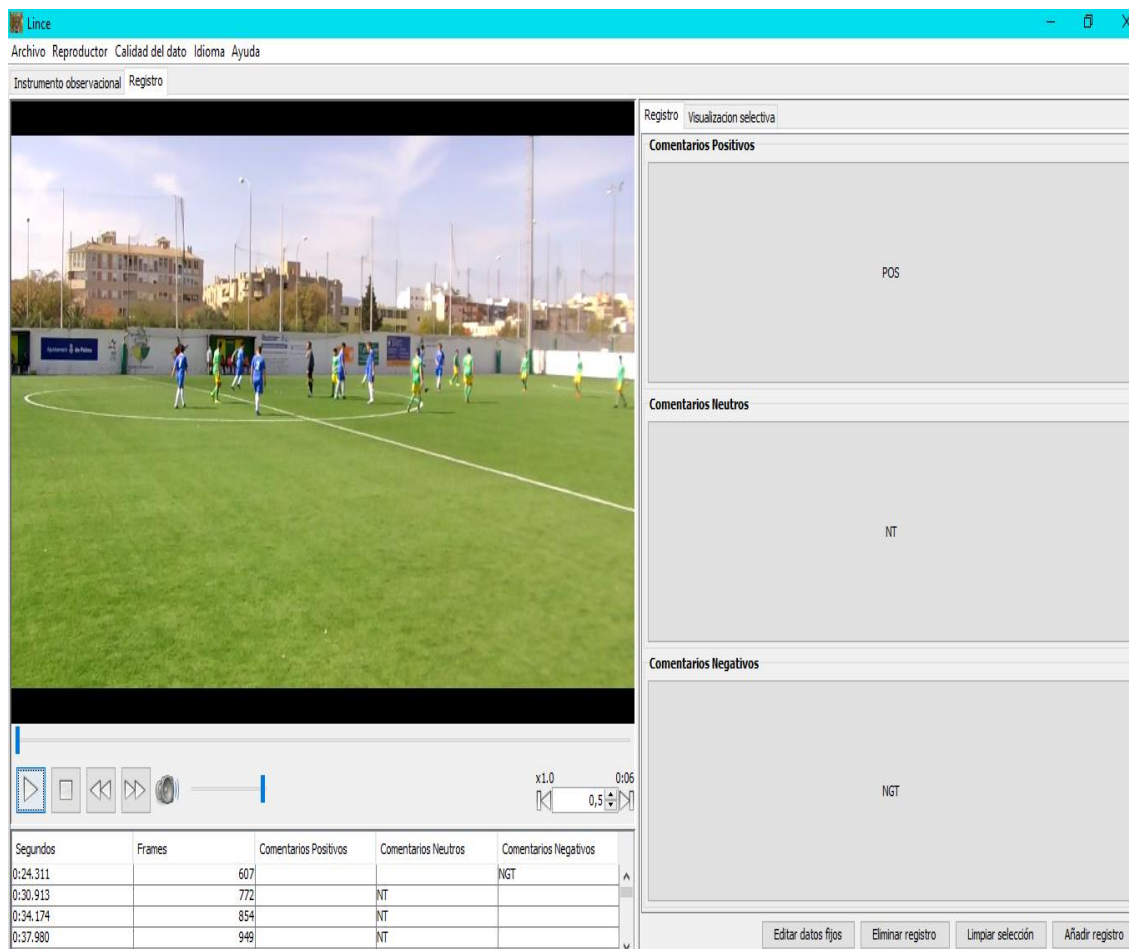 Lince
Archivo Reproductor Calidad del dato Idioma Ayuda
Instrumento observacional Registro
Registro Visualizacion selectiva
Comentarios Positivos
POS
Comentarios Neutros
NT
Comentarios Negativos
NGT
Ajuntament de Palma
x1.0 0:06
0,5
Segundos Frames Comentarios Positivos Comentarios Neutros Comentarios Negativos
0:24.311 607 NGT
0:30.913 772 NT
0:34.174 854 NT
0:37.980 949 NT
Editar datos fijos Eliminar registro Limpiar selección Añadir registro